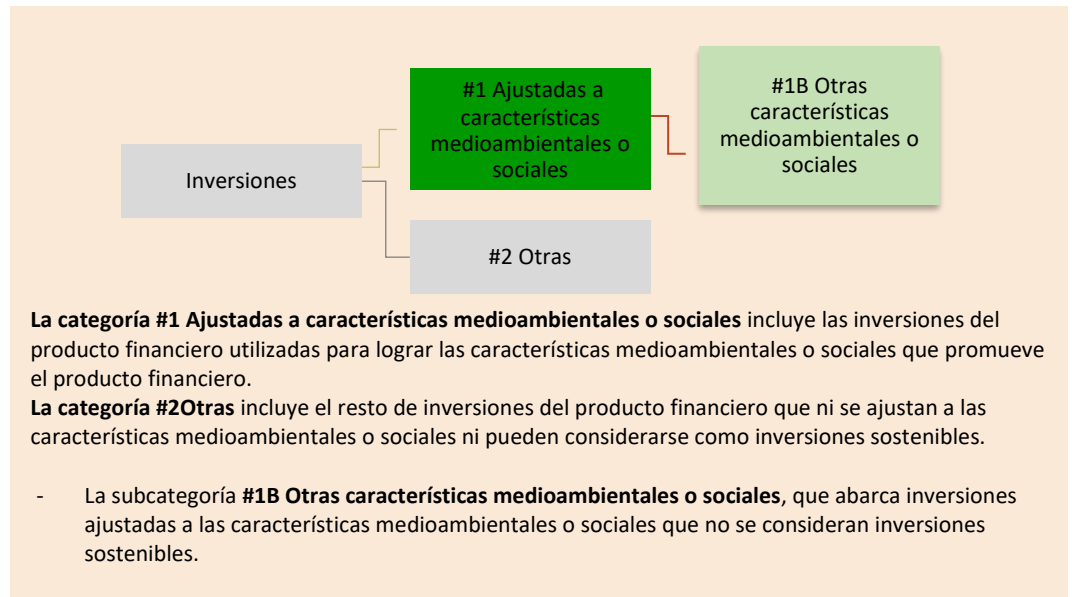 #1 Ajustadas a
características
medioambientales o
sociales
#1B Otras
características
medioambientales o
sociales
Inversiones
#2 Otras
La categoría #1 Ajustadas a características medioambientales o sociales incluye las inversiones del
producto financiero utilizadas para lograr las características medioambientales o sociales que promueve
el producto financiero.
La categoría #2Otras incluye el resto de inversiones del producto financiero que ni se ajustan a las
características medioambientales o sociales ni pueden considerarse como inversiones sostenibles.
- La subcategoría #1B Otras características medioambientales o sociales, que abarca inversiones
ajustadas a las características medioambientales o sociales que no se consideran inversiones
sostenibles.